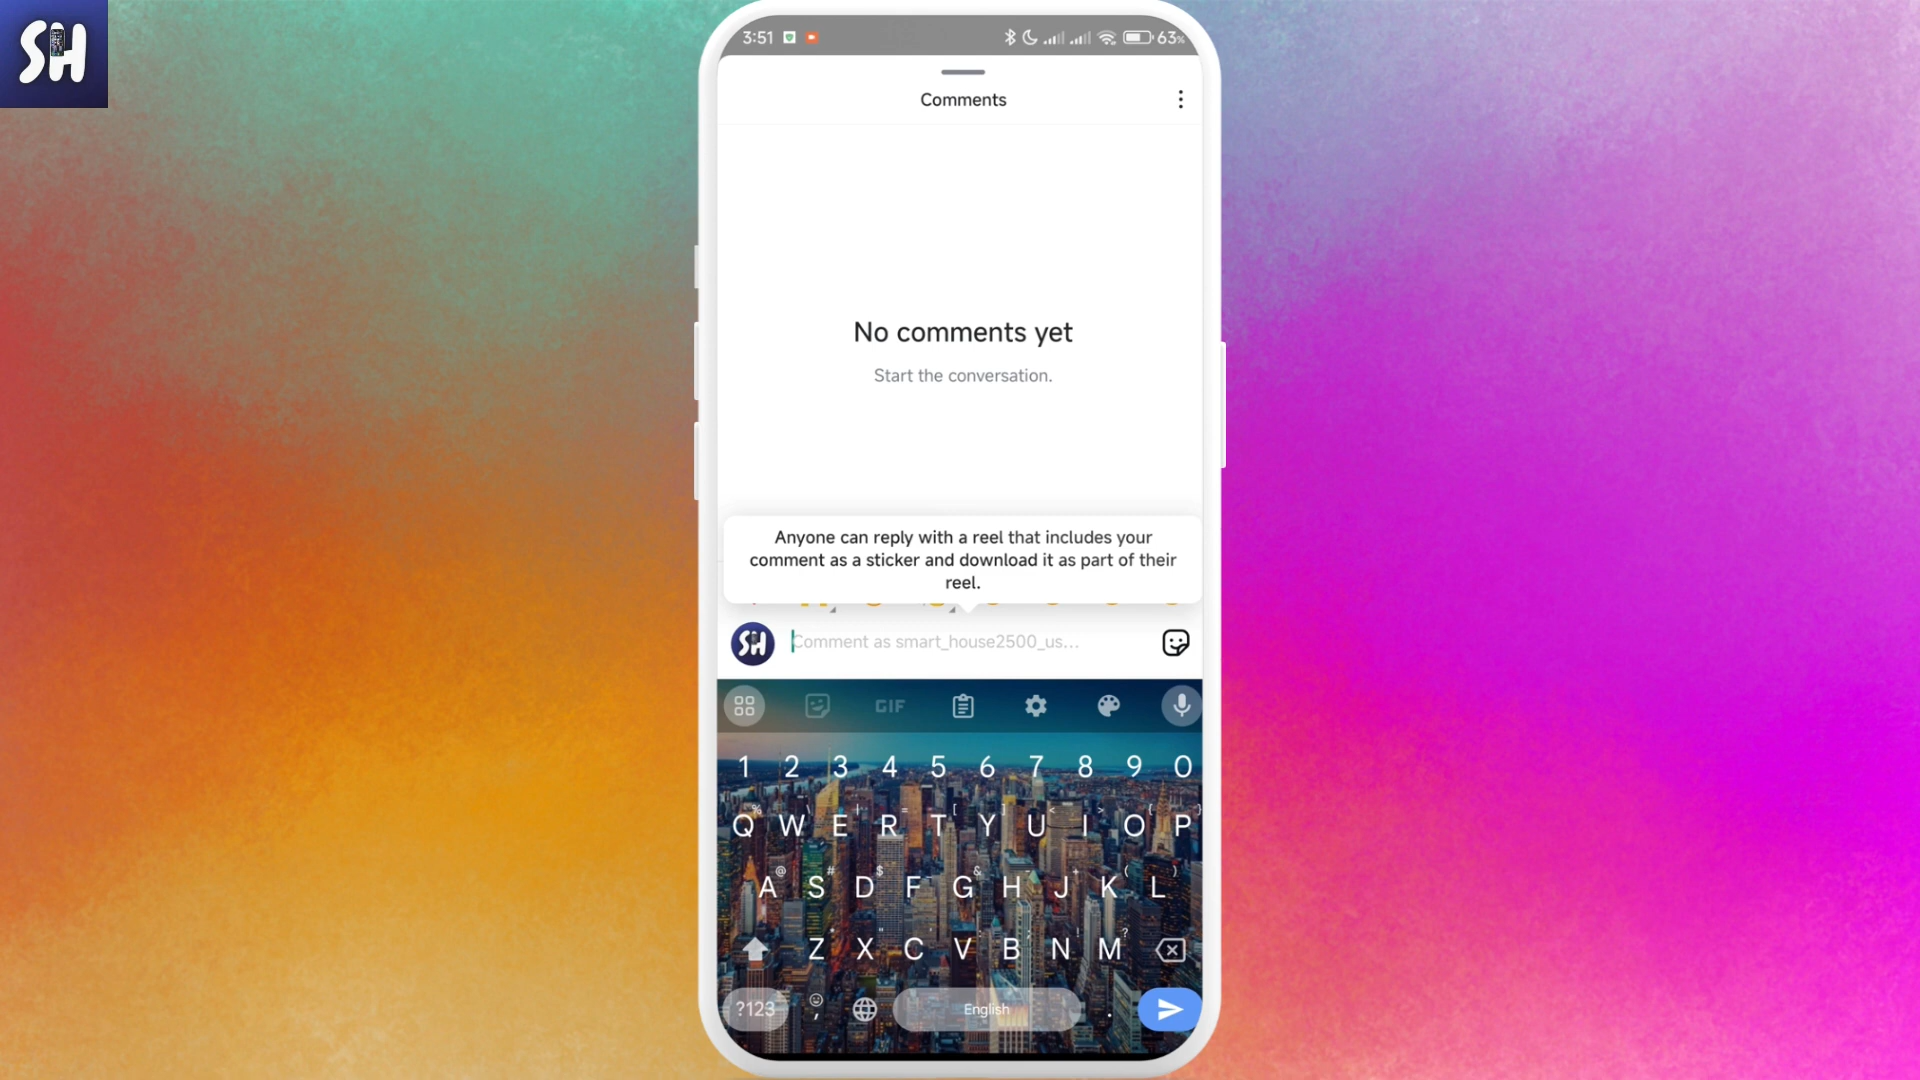 SH
3:51
63%
Comments
No comments yet
Start the conversation.
Anyone can reply with a reel that includes your
comment as a sticker and download it as part of their
reel.
SH
Comment as smart_house2500_us...
GIF
1 2 3 4 5 6 7 8 9 0
% \ | = [ ] < > { }
Q W E R T Y U I O P
@ # $ & + ( )
A S D F G H J K L
* " ' : ; ! ?
Z X C V B N M
?123 , English .